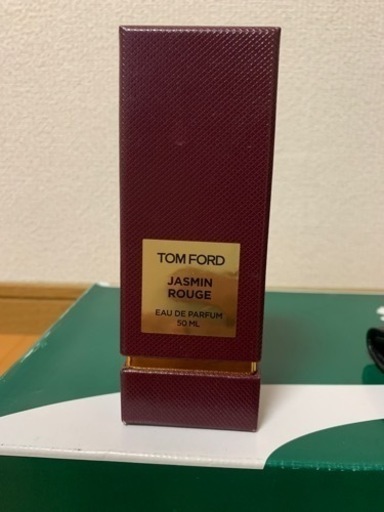 TOM FORD
JASMIN
ROUGE
EAU DE PARFUM
50 ML